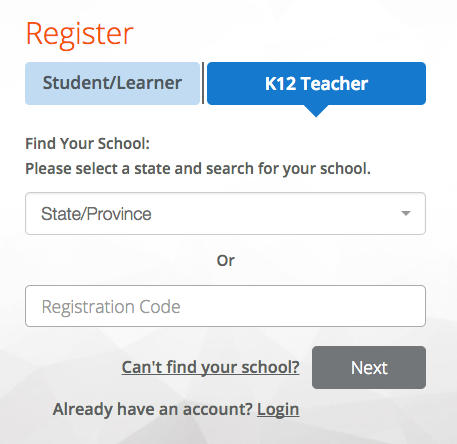 Register
Student/Learner
K12 Teacher
Find Your School:
Please select a state and search for your school.
State/Province
Or
Registration Code
Can't find your school?
Next
Already have an account? Login